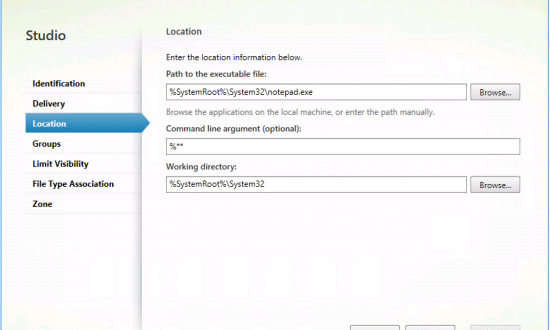 Studio
Identification
Delivery
Location
Groups
Limit Visibility
File Type Association
Zone
Location
Enter the location information below.
Path to the executable file:
%SystemRoot%\System32\notepad.exe
Browse...
Browse the applications on the local machine, or enter the path manually.
Command line argument (optional):
%**
Working directory:
%SystemRoot%\System32
Browse...